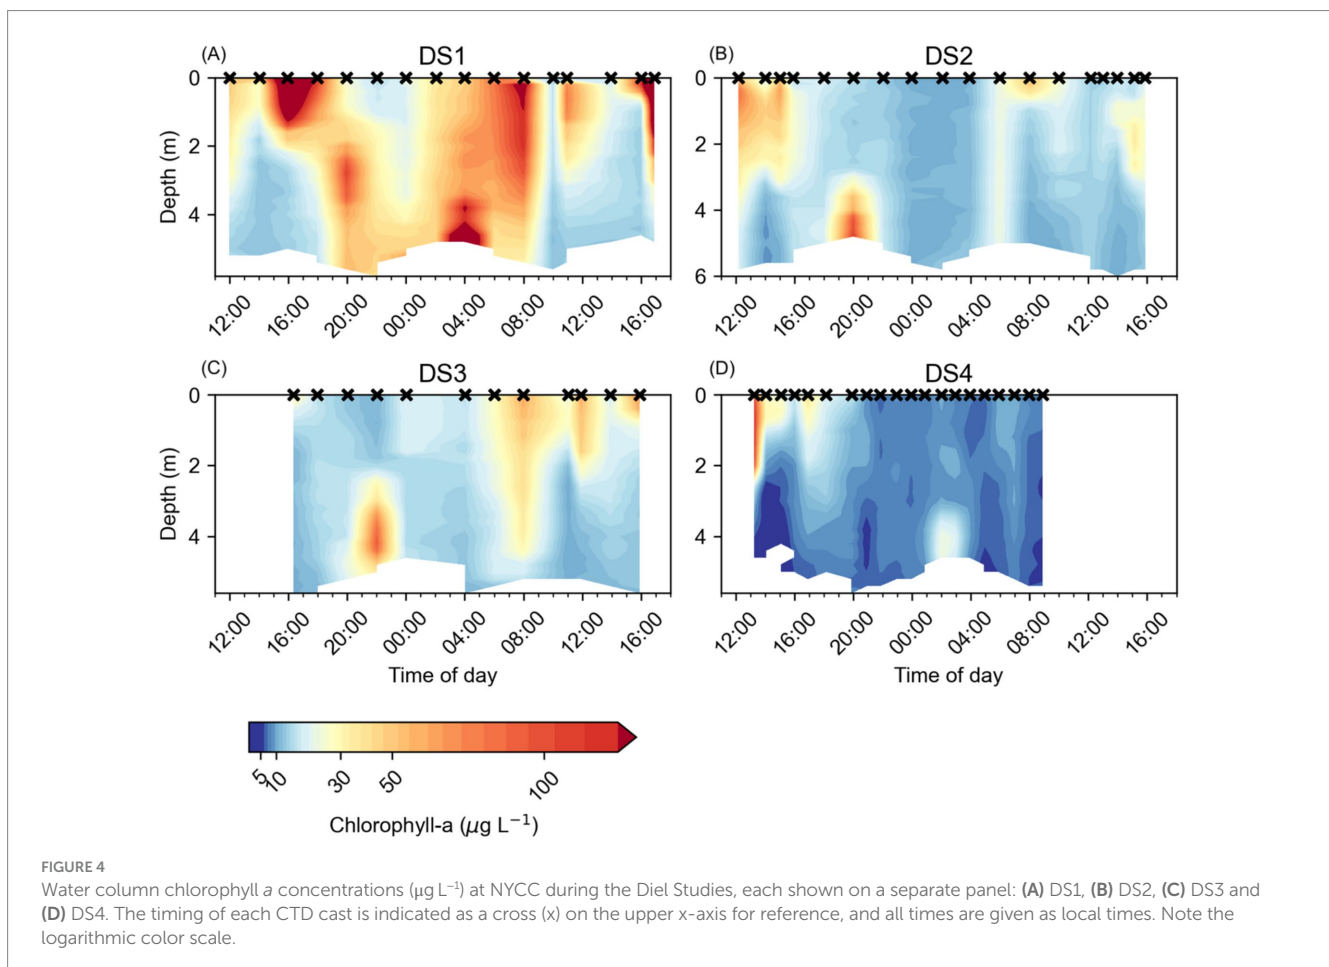 (A) DS1
(B) DS2
0
2
4
Depth (m)
12:00 16:00 20:00 00:00 04:00 08:00 12:00 16:00
0
2
4
6
12:00 16:00 20:00 00:00 04:00 08:00 12:00 16:00
(C) DS3
(D) DS4
0
2
4
Depth (m)
12:00 16:00 20:00 00:00 04:00 08:00 12:00 16:00
Time of day
0
2
4
12:00 16:00 20:00 00:00 04:00 08:00 12:00 16:00
Time of day
5 10 30 50 100
Chlorophyll-a (μg L⁻¹)
FIGURE 4
Water column chlorophyll a concentrations (μg L⁻¹) at NYCC during the Diel Studies, each shown on a separate panel: (A) DS1, (B) DS2, (C) DS3 and
(D) DS4. The timing of each CTD cast is indicated as a cross (x) on the upper x-axis for reference, and all times are given as local times. Note the
logarithmic color scale.